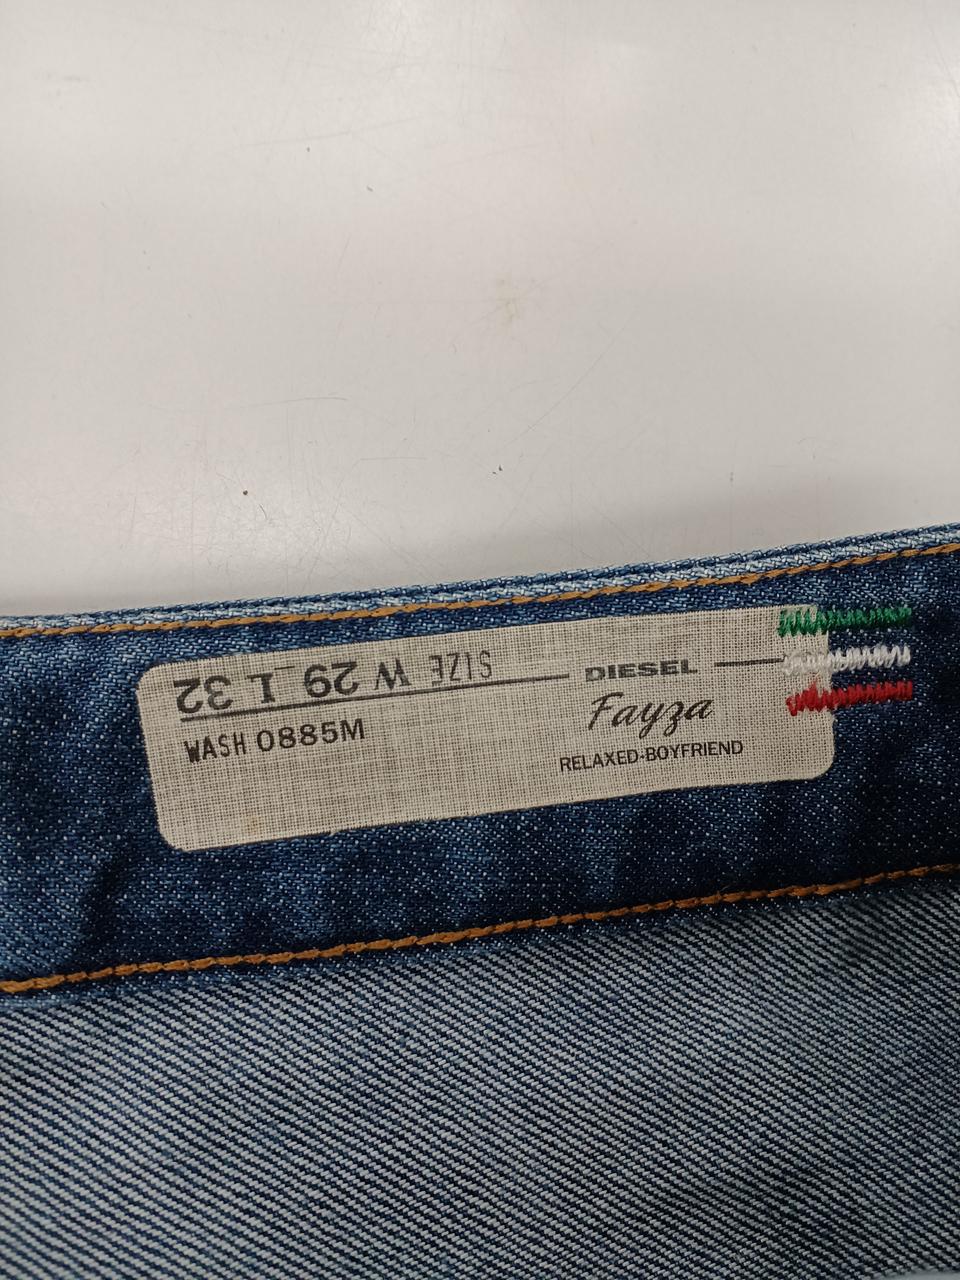 SIZE W 29 L 32
DIESEL
Fayza
RELAXED-BOYFRIEND
WASH 0885M